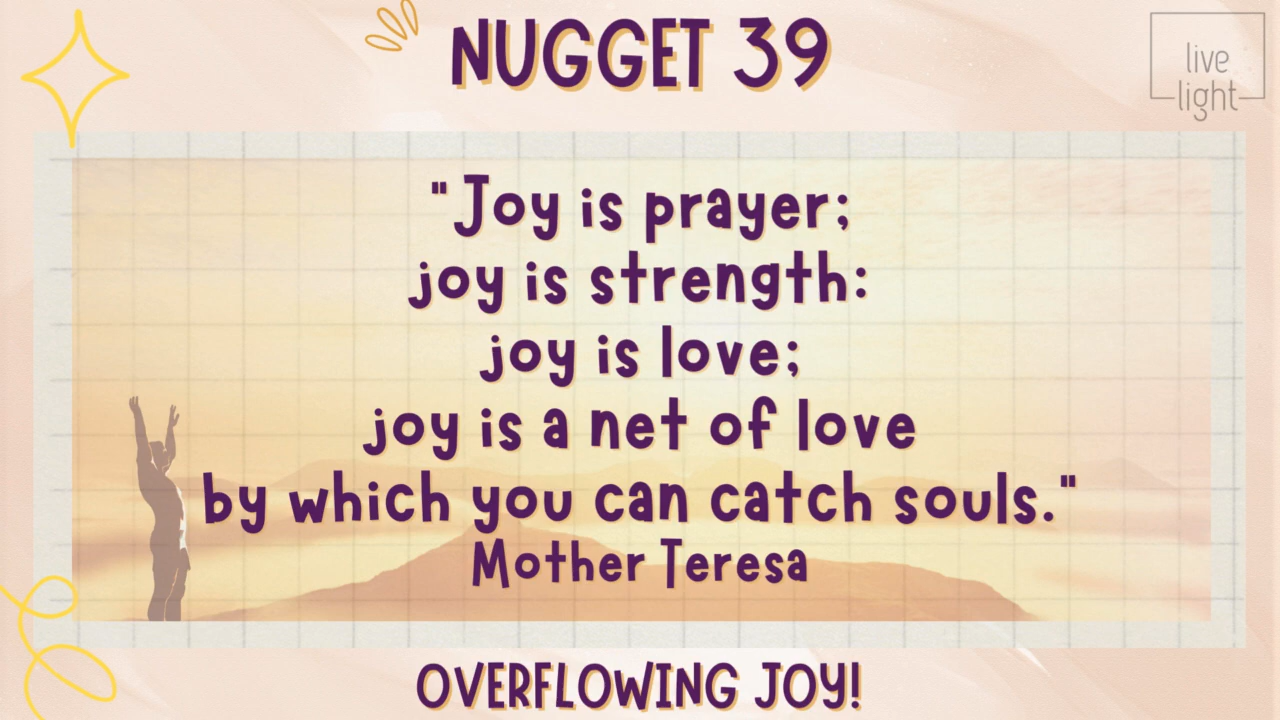 NUGGET 39
live
light
"Joy is prayer;
joy is strength:
joy is love;
joy is a net of love
by which you can catch souls."
Mother Teresa
OVERFLOWING JOY!